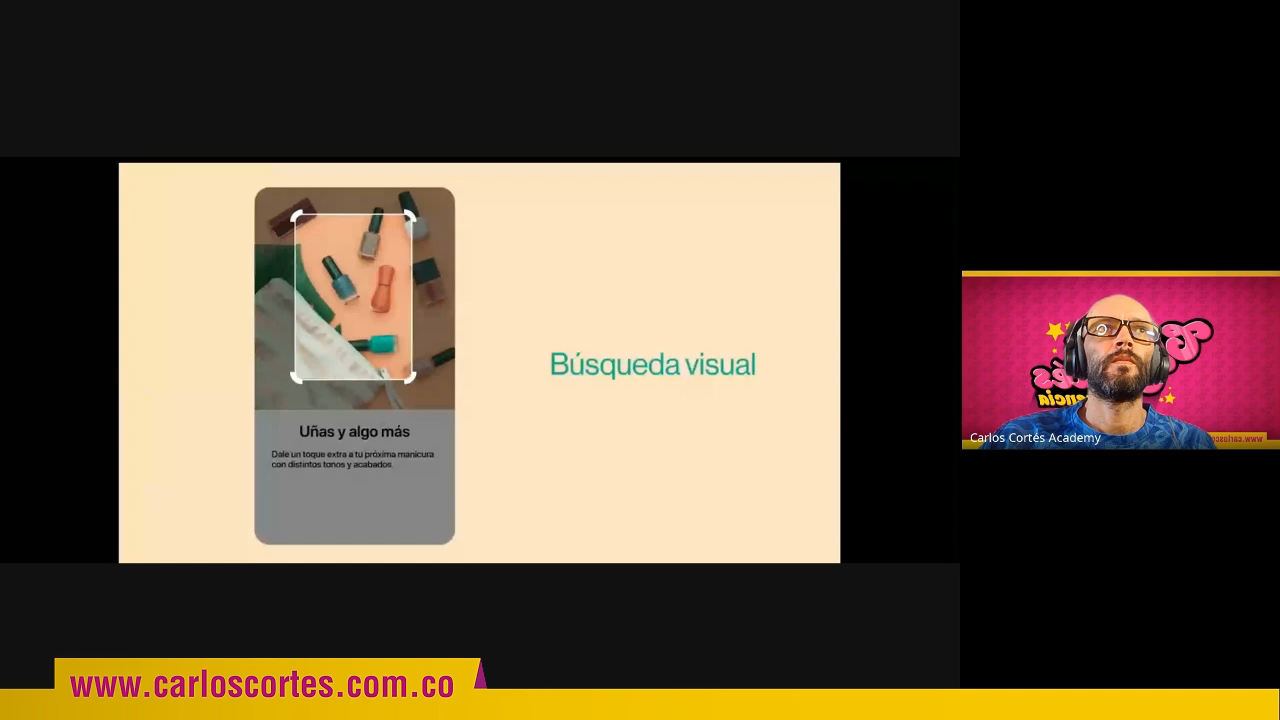 Búsqueda visual
Uñas y algo más
Dale un toque extra a tu próxima manicura
con distintos tonos y acabados.
Carlos Cortés Academy
www.carloscortes.com.co